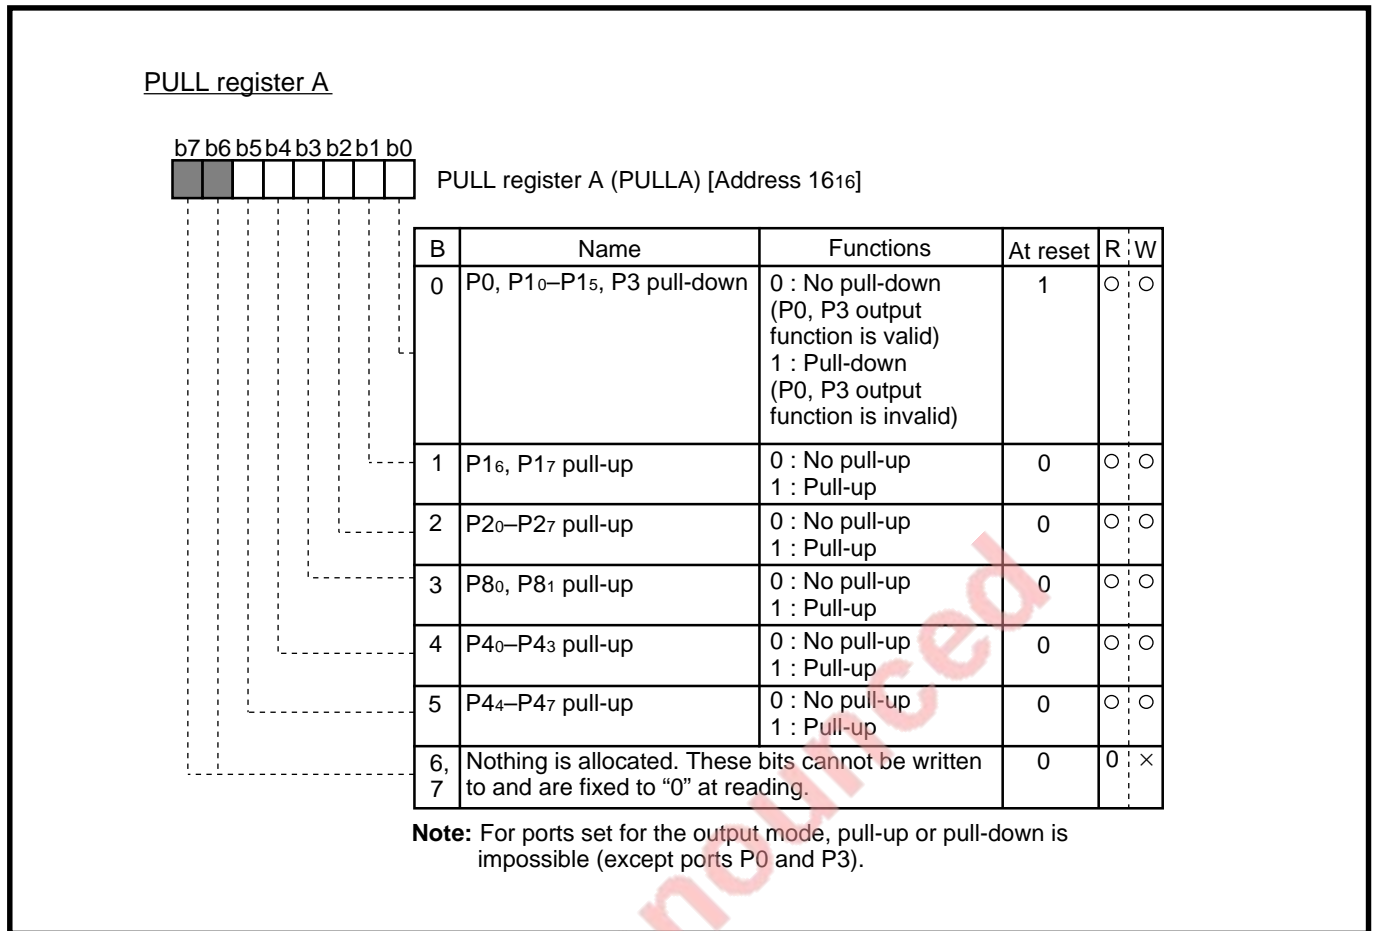 PULL register A
b7 b6 b5 b4 b3 b2 b1 b0
PULL register A (PULLA) [Address 1616]
B Name Functions At reset R W
0 P0, P10–P15, P3 pull-down 0 : No pull-down 1 ○ ○
(P0, P3 output
function is valid)
1 : Pull-down
(P0, P3 output
function is invalid)
1 P16, P17 pull-up 0 : No pull-up 0 ○ ○
1 : Pull-up
2 P20–P27 pull-up 0 : No pull-up 0 ○ ○
1 : Pull-up
3 P80, P81 pull-up 0 : No pull-up 0 ○ ○
1 : Pull-up
4 P40–P43 pull-up 0 : No pull-up 0 ○ ○
1 : Pull-up
5 P44–P47 pull-up 0 : No pull-up 0 ○ ○
1 : Pull-up
6, Nothing is allocated. These bits cannot be written 0 0 ×
7 to and are fixed to “0” at reading.
Note: For ports set for the output mode, pull-up or pull-down is
impossible (except ports P0 and P3).
nounced